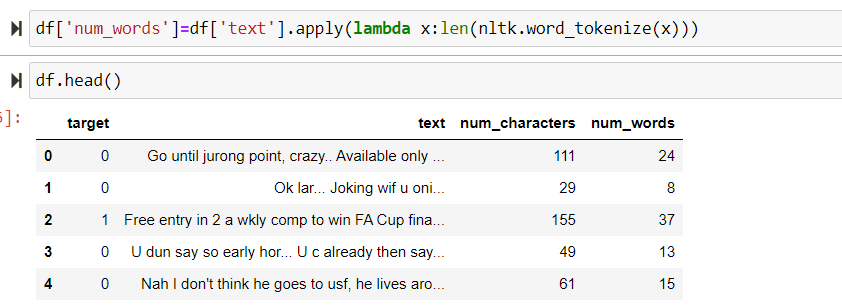 df['num_words']=df['text'].apply(lambda x:len(nltk.word_tokenize(x)))
df.head()
]:
target text num_characters num_words
0 0 Go until jurong point, crazy.. Available only ... 111 24
1 0 Ok lar... Joking wif u oni... 29 8
2 1 Free entry in 2 a wkly comp to win FA Cup fina... 155 37
3 0 U dun say so early hor... U c already then say... 49 13
4 0 Nah I don't think he goes to usf, he lives aro... 61 15